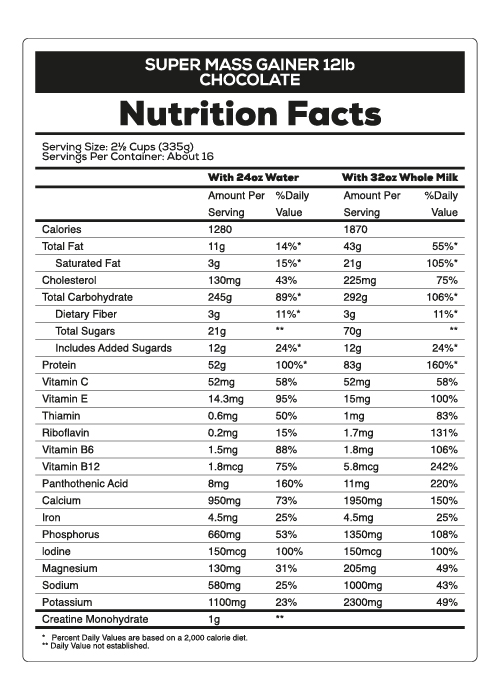 SUPER MASS GAINER 12lb
CHOCOLATE
Nutrition Facts
Serving Size: 2½ Cups (335g)
Servings Per Container: About 16
With 24oz Water With 32oz Whole Milk
Amount Per %Daily Amount Per %Daily
Serving Value Serving Value
Calories 1280 1870
Total Fat 11g 14%* 43g 55%*
Saturated Fat 3g 15%* 21g 105%*
Cholesterol 130mg 43% 225mg 75%
Total Carbohydrate 245g 89%* 292g 106%*
Dietary Fiber 3g 11%* 3g 11%*
Total Sugars 21g ** 70g **
Includes Added Sugards 12g 24%* 12g 24%*
Protein 52g 100%* 83g 160%*
Vitamin C 52mg 58% 52mg 58%
Vitamin E 14.3mg 95% 15mg 100%
Thiamin 0.6mg 50% 1mg 83%
Riboflavin 0.2mg 15% 1.7mg 131%
Vitamin B6 1.5mg 88% 1.8mg 106%
Vitamin B12 1.8mcg 75% 5.8mcg 242%
Panthothenic Acid 8mg 160% 11mg 220%
Calcium 950mg 73% 1950mg 150%
Iron 4.5mg 25% 4.5mg 25%
Phosphorus 660mg 53% 1350mg 108%
Iodine 150mcg 100% 150mcg 100%
Magnesium 130mg 31% 205mg 49%
Sodium 580mg 25% 1000mg 43%
Potassium 1100mg 23% 2300mg 49%
Creatine Monohydrate 1g **
* Percent Daily Values are based on a 2,000 calorie diet.
** Daily Value not established.